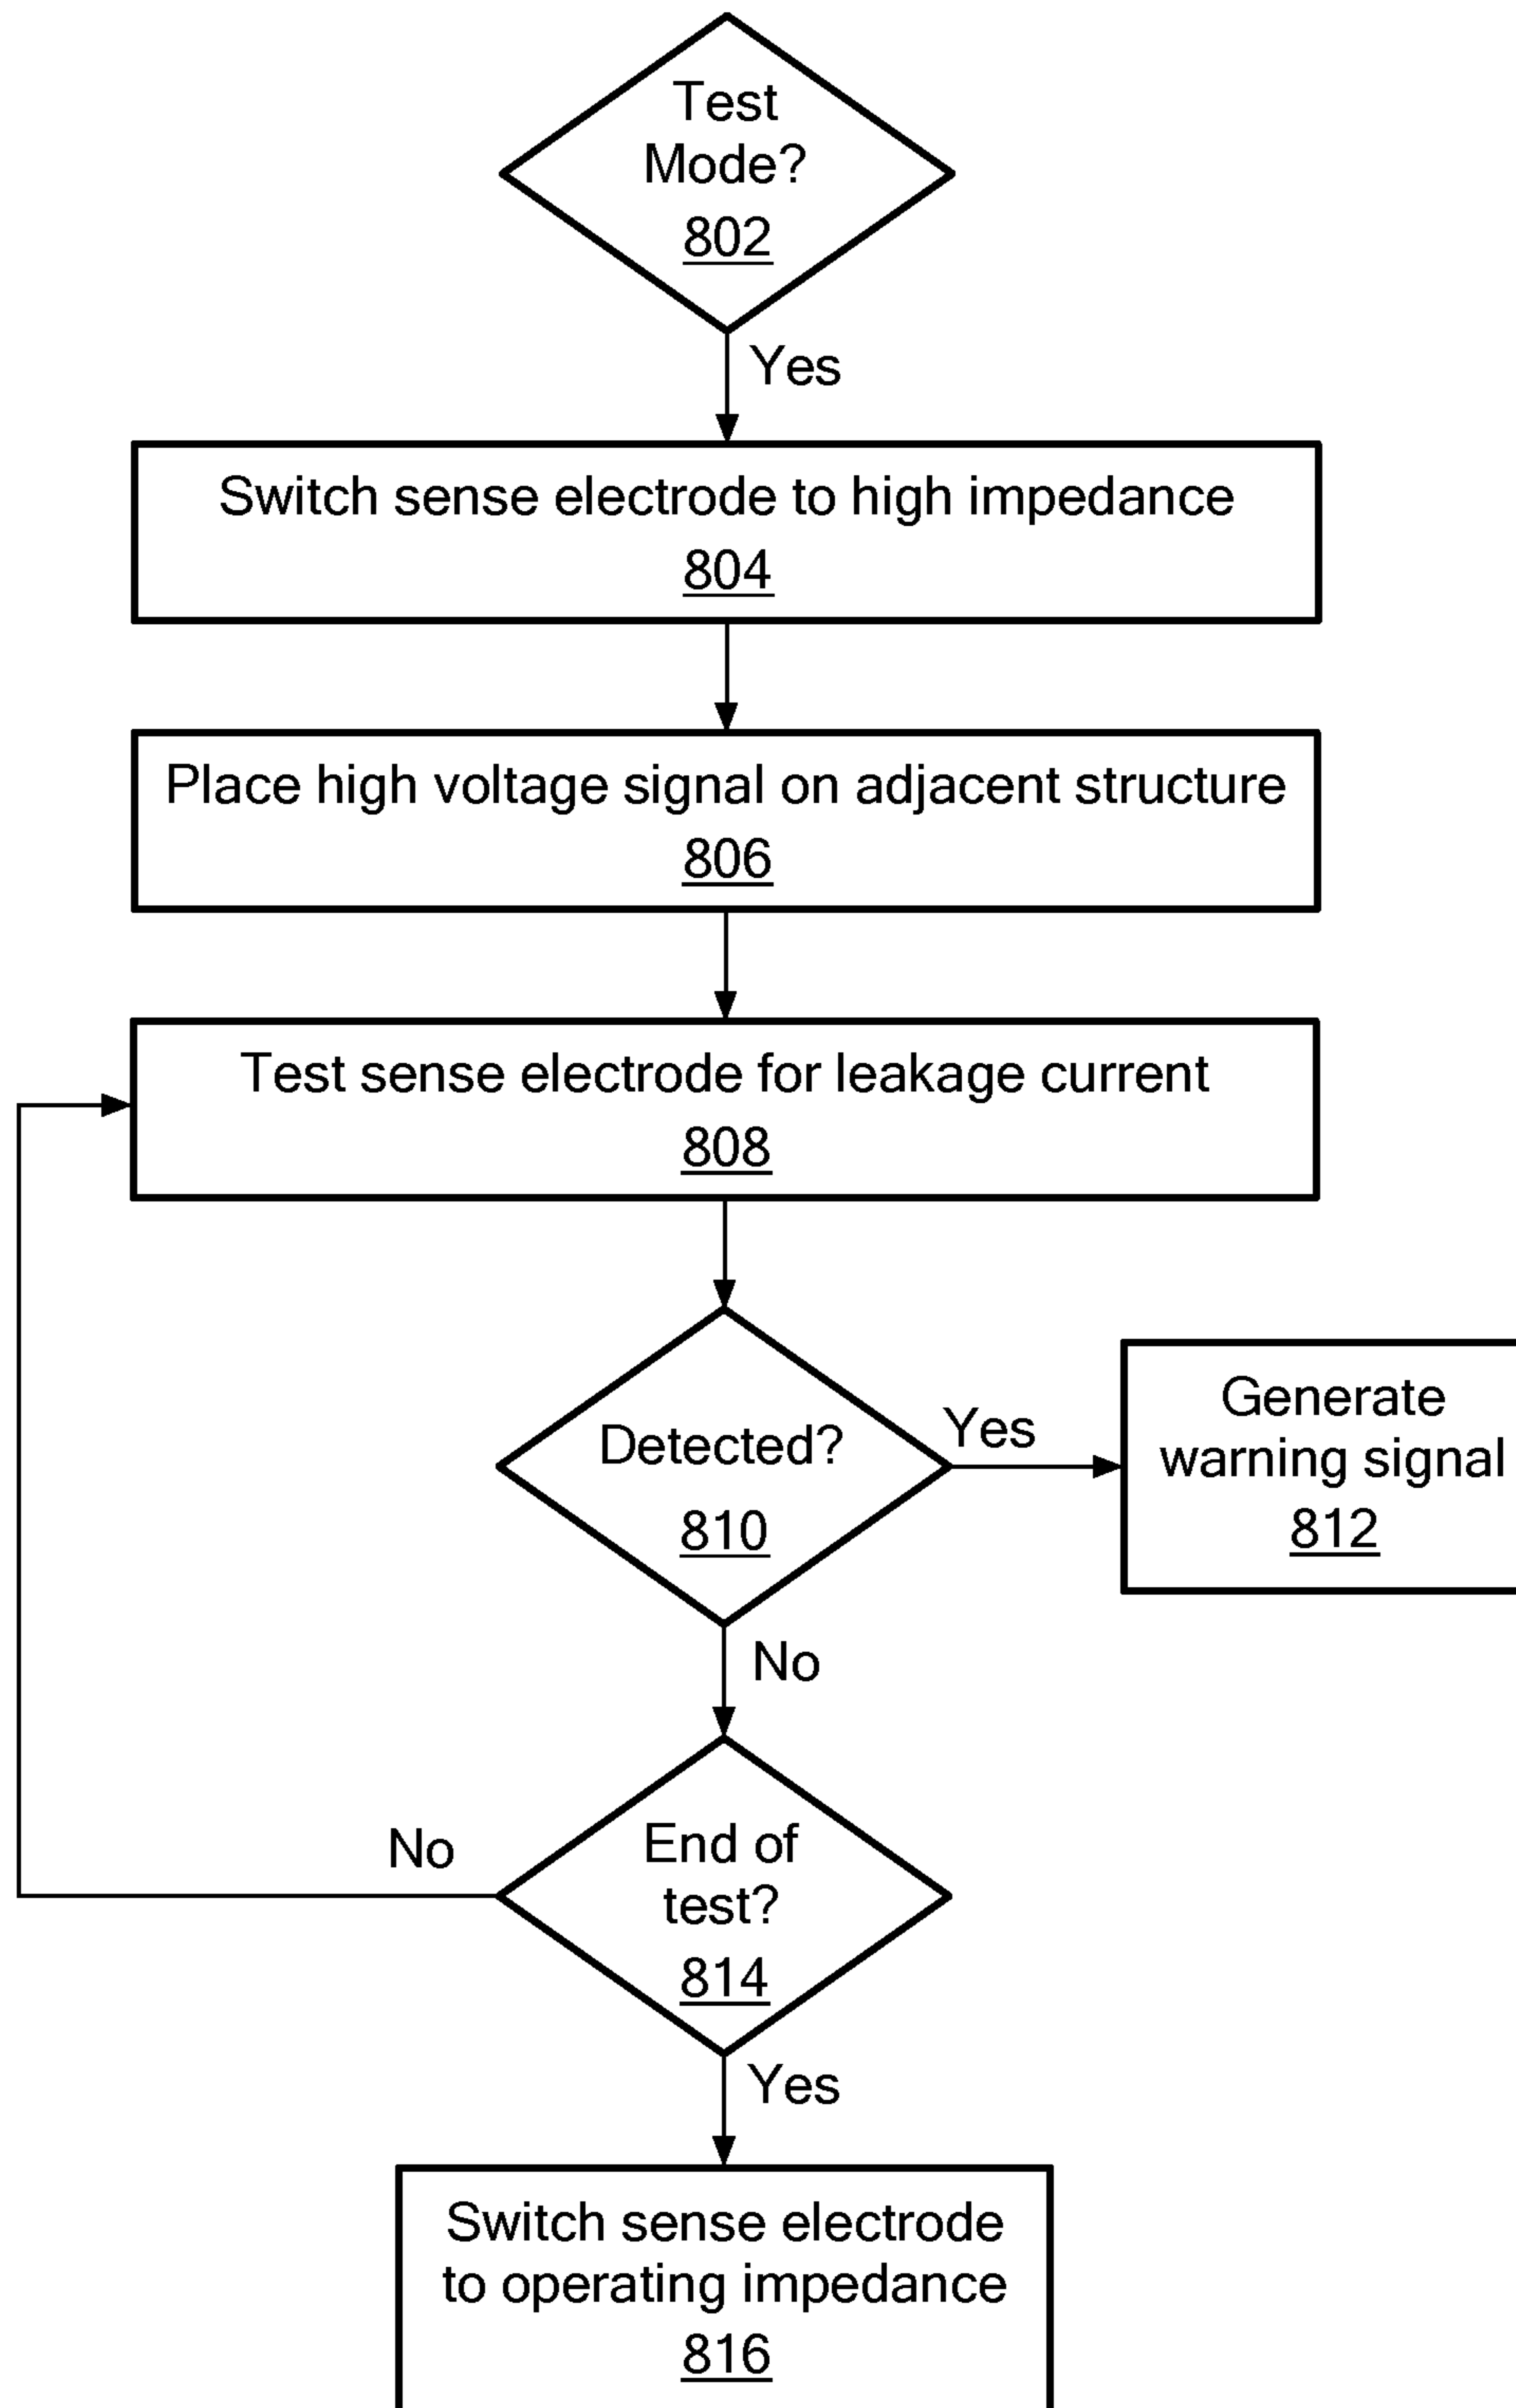 Test
Mode?
802
Yes
Switch sense electrode to high impedance
804
Place high voltage signal on adjacent structure
806
Test sense electrode for leakage current
808
Detected?
810
Yes
Generate
warning signal
812
No
End of
test?
814
No
Yes
Switch sense electrode
to operating impedance
816